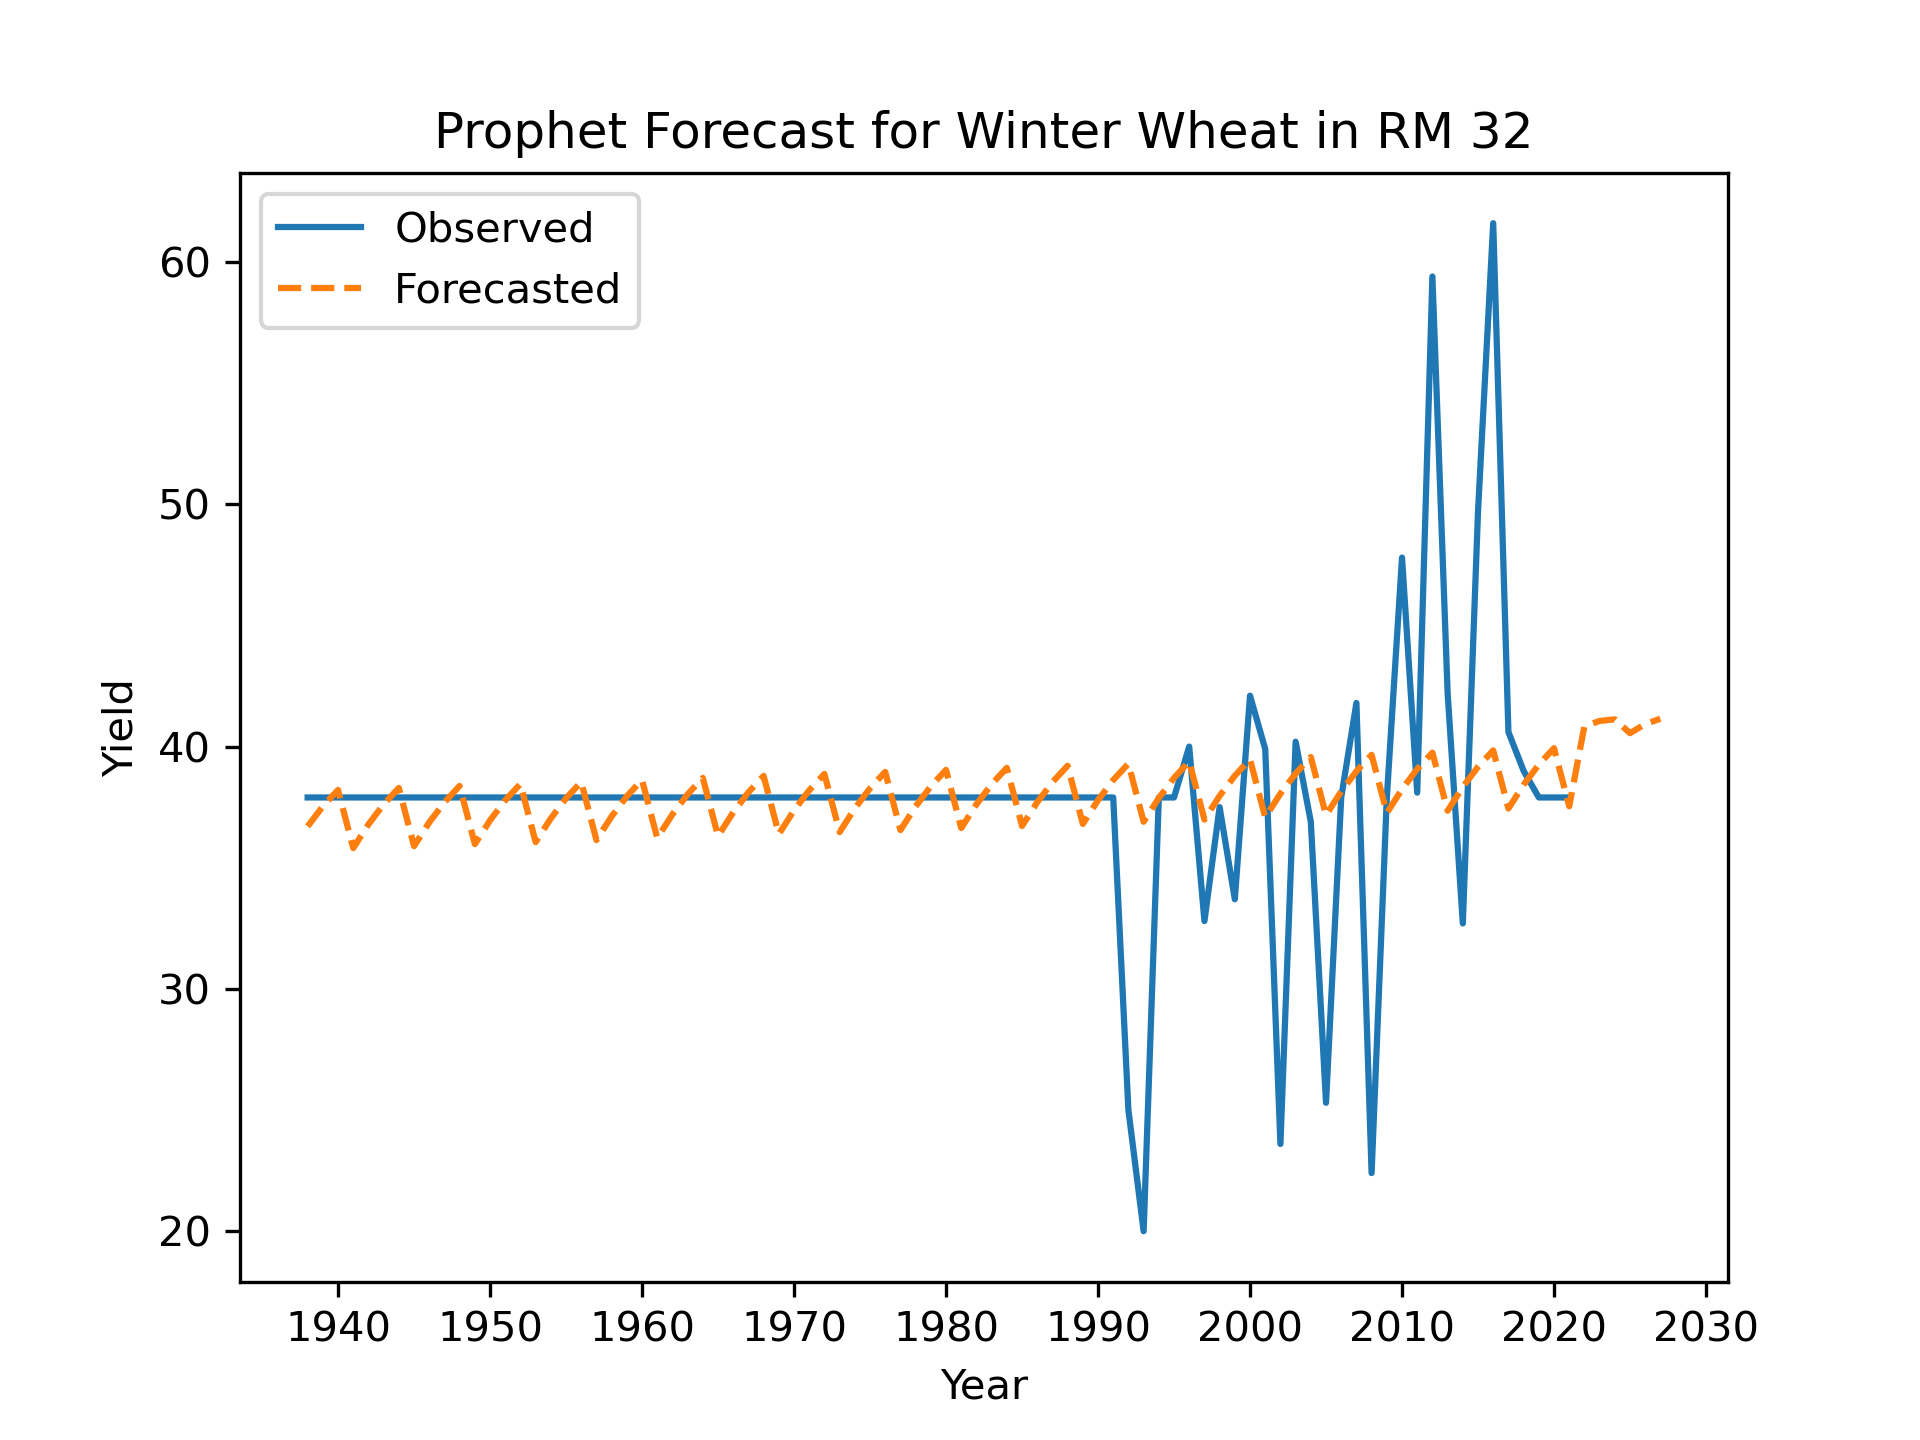 Prophet Forecast for Winter Wheat in RM 32
Observed
Forecasted
60
50
40
30
20
Yield
1940 1950 1960 1970 1980 1990 2000 2010 2020 2030
Year